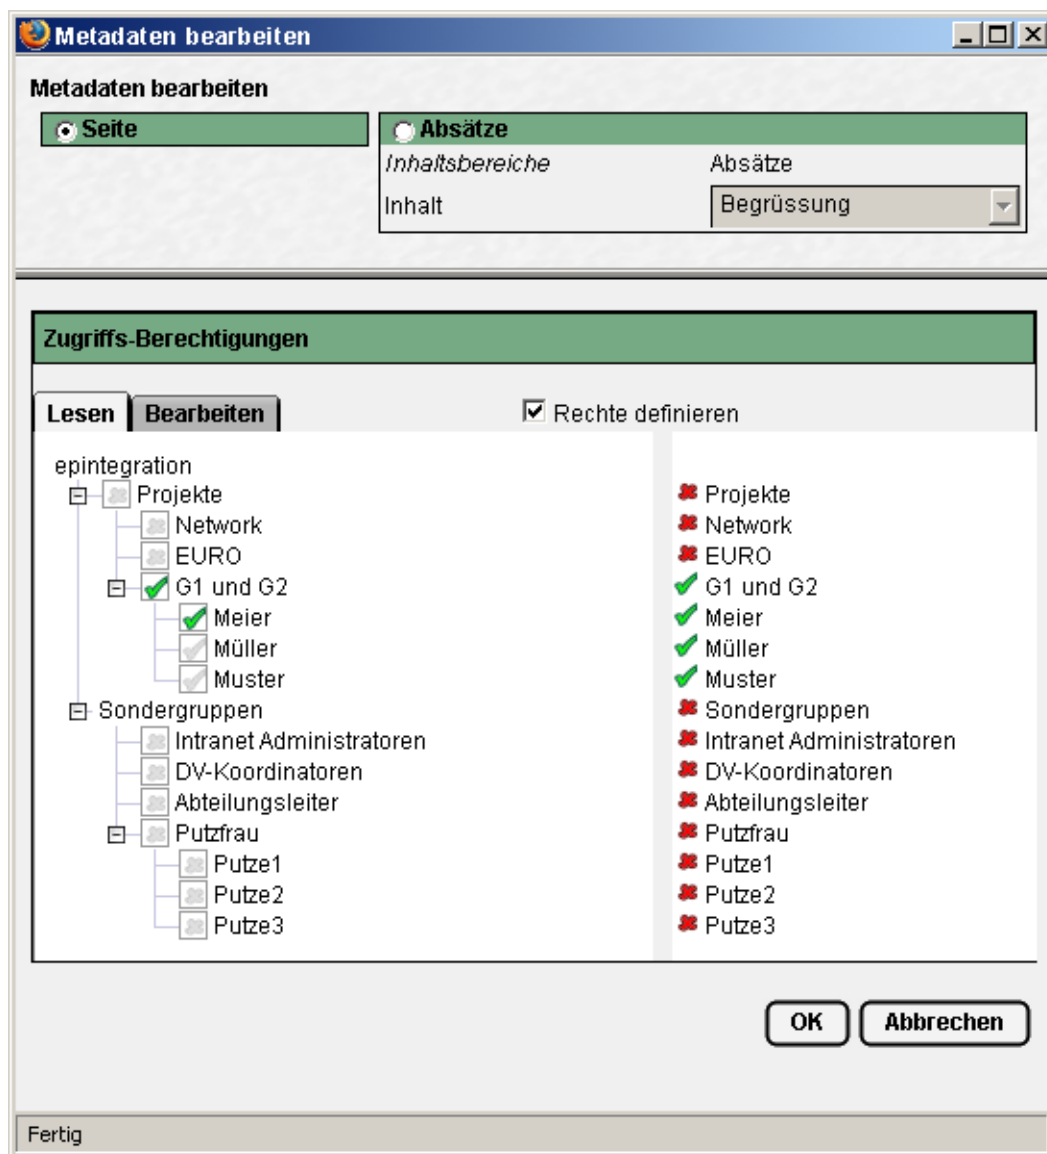 Metadaten bearbeiten
Metadaten bearbeiten
Seite Absätze
Inhaltsbereiche Absätze
Inhalt Begrüssung
Zugriffs-Berechtigungen
Lesen Bearbeiten Rechte definieren
epintegration
Projekte Projekte
Network Network
EURO EURO
G1 und G2 G1 und G2
Meier Meier
Müller Müller
Muster Muster
Sondergruppen Sondergruppen
Intranet Administratoren Intranet Administratoren
DV-Koordinatoren DV-Koordinatoren
Abteilungsleiter Abteilungsleiter
Putzfrau Putzfrau
Putze1 Putze1
Putze2 Putze2
Putze3 Putze3
OK Abbrechen
Fertig